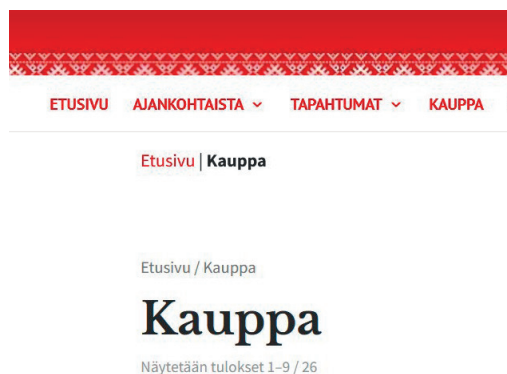 ETUSIVU AJANKOHTAISTA TAPAHTUMAT KAUPPA
Etusivu | Kauppa
Etusivu / Kauppa
Kauppa
Näytetään tulokset 1–9 / 26